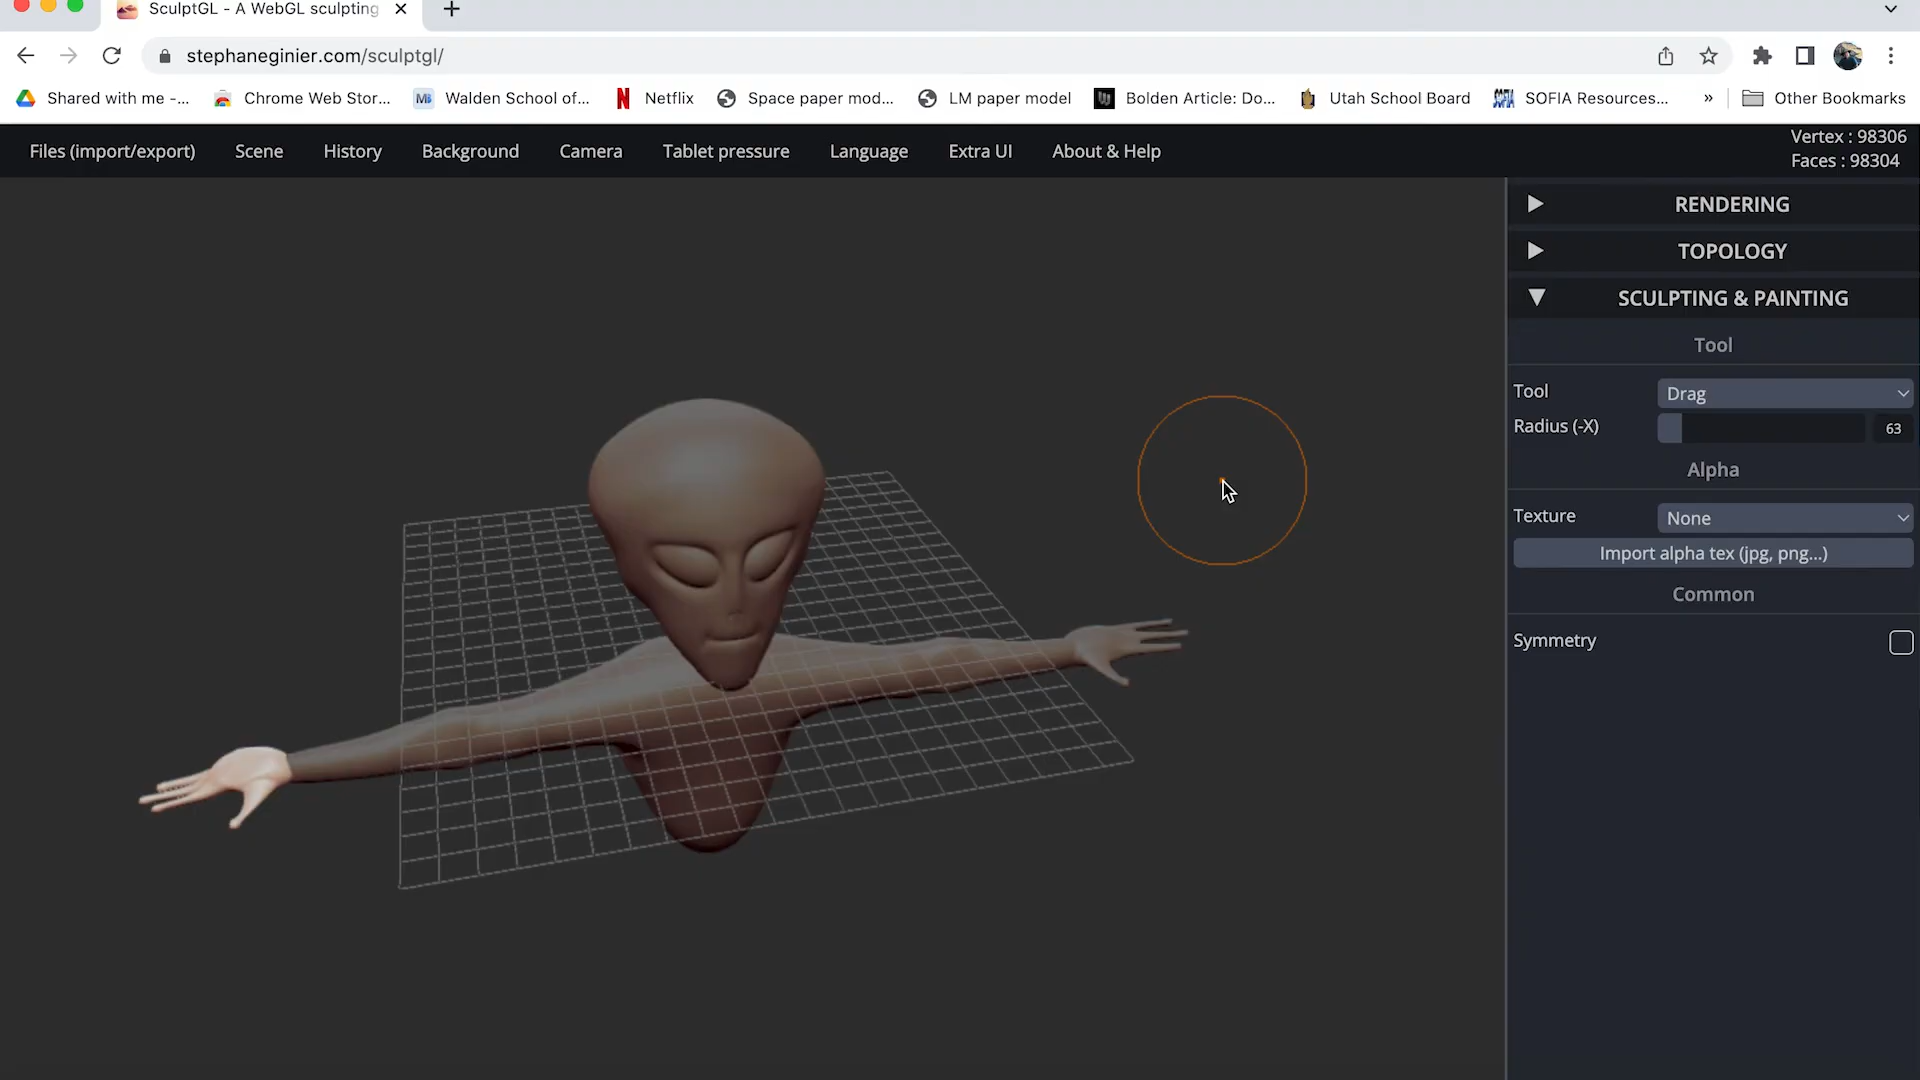 SculptGL - A WebGL sculpting
stephaneginier.com/sculptgl/
Shared with me -... Chrome Web Stor... Walden School of... Netflix Space paper mod... LM paper model Bolden Article: Do... Utah School Board SOFIA Resources... » Other Bookmarks
Files (import/export) Scene History Background Camera Tablet pressure Language Extra UI About & Help
Vertex : 98306
Faces : 98304
RENDERING
TOPOLOGY
SCULPTING & PAINTING
Tool
Tool Drag
Radius (-X) 63
Alpha
Texture None
Import alpha tex (jpg, png...)
Common
Symmetry